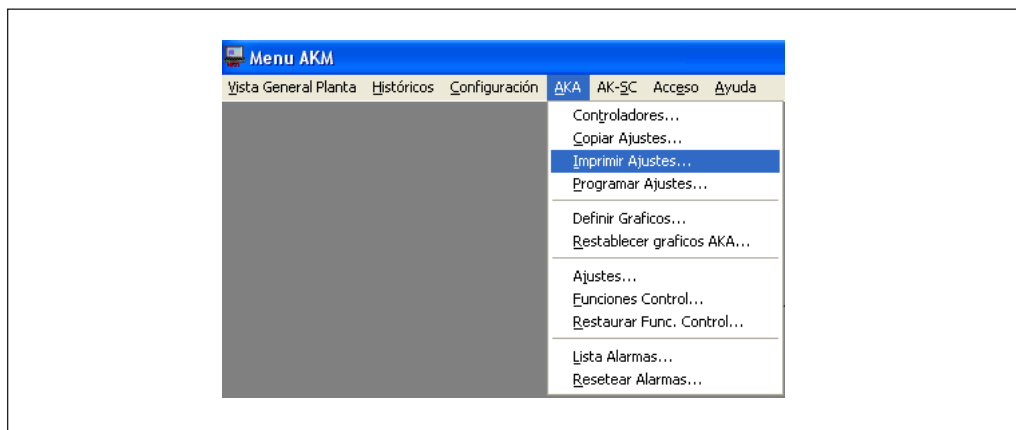 Menu AKM
Vista General Planta Históricos Configuración AKA AK-SC Acceso Ayuda
Controladores...
Copiar Ajustes...
Imprimir Ajustes...
Programar Ajustes...
Definir Graficos...
Restablecer graficos AKA...
Ajustes...
Funciones Control...
Restaurar Func. Control...
Lista Alarmas...
Resetear Alarmas...